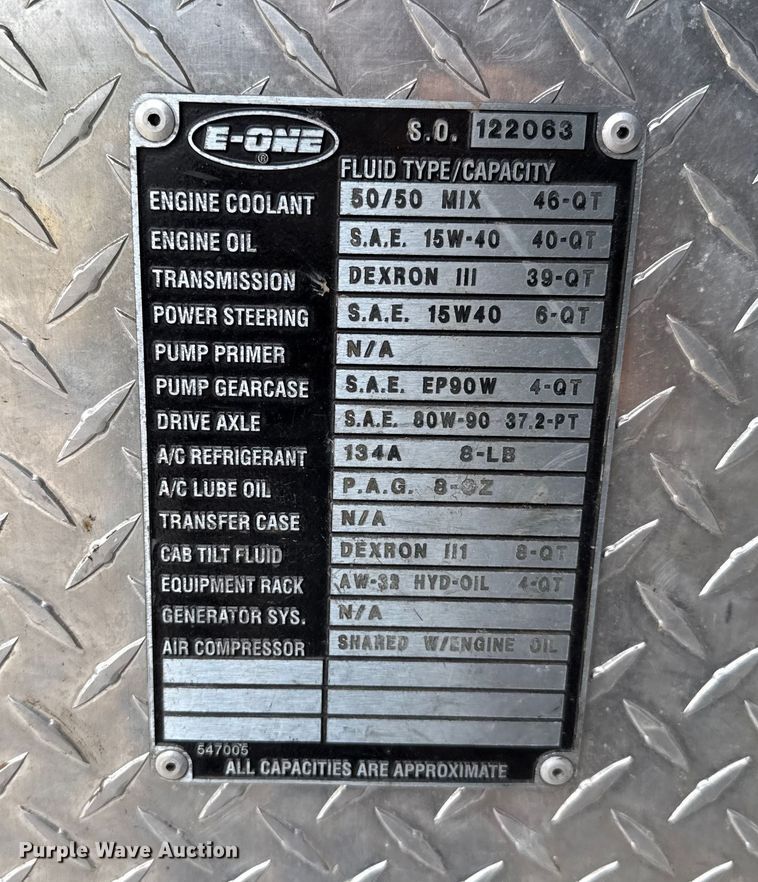 E-ONE ® S.O. 122063
FLUID TYPE/CAPACITY
ENGINE COOLANT 50/50 MIX 46-QT
ENGINE OIL S.A.E. 15W-40 40-QT
TRANSMISSION DEXRON III 39-QT
POWER STEERING S.A.E. 15W40 6-QT
PUMP PRIMER N/A
PUMP GEARCASE S.A.E. EP90W 4-QT
DRIVE AXLE S.A.E. 80W-90 37.2-PT
A/C REFRIGERANT 134A 8-LB
A/C LUBE OIL P.A.G. 8-OZ
TRANSFER CASE N/A
CAB TILT FLUID DEXRON 111 8-QT
EQUIPMENT RACK AW-32 HYD-OIL 4-QT
GENERATOR SYS. N/A
AIR COMPRESSOR SHARED W/ENGINE OIL
547005
ALL CAPACITIES ARE APPROXIMATE
Purple Wave Auction